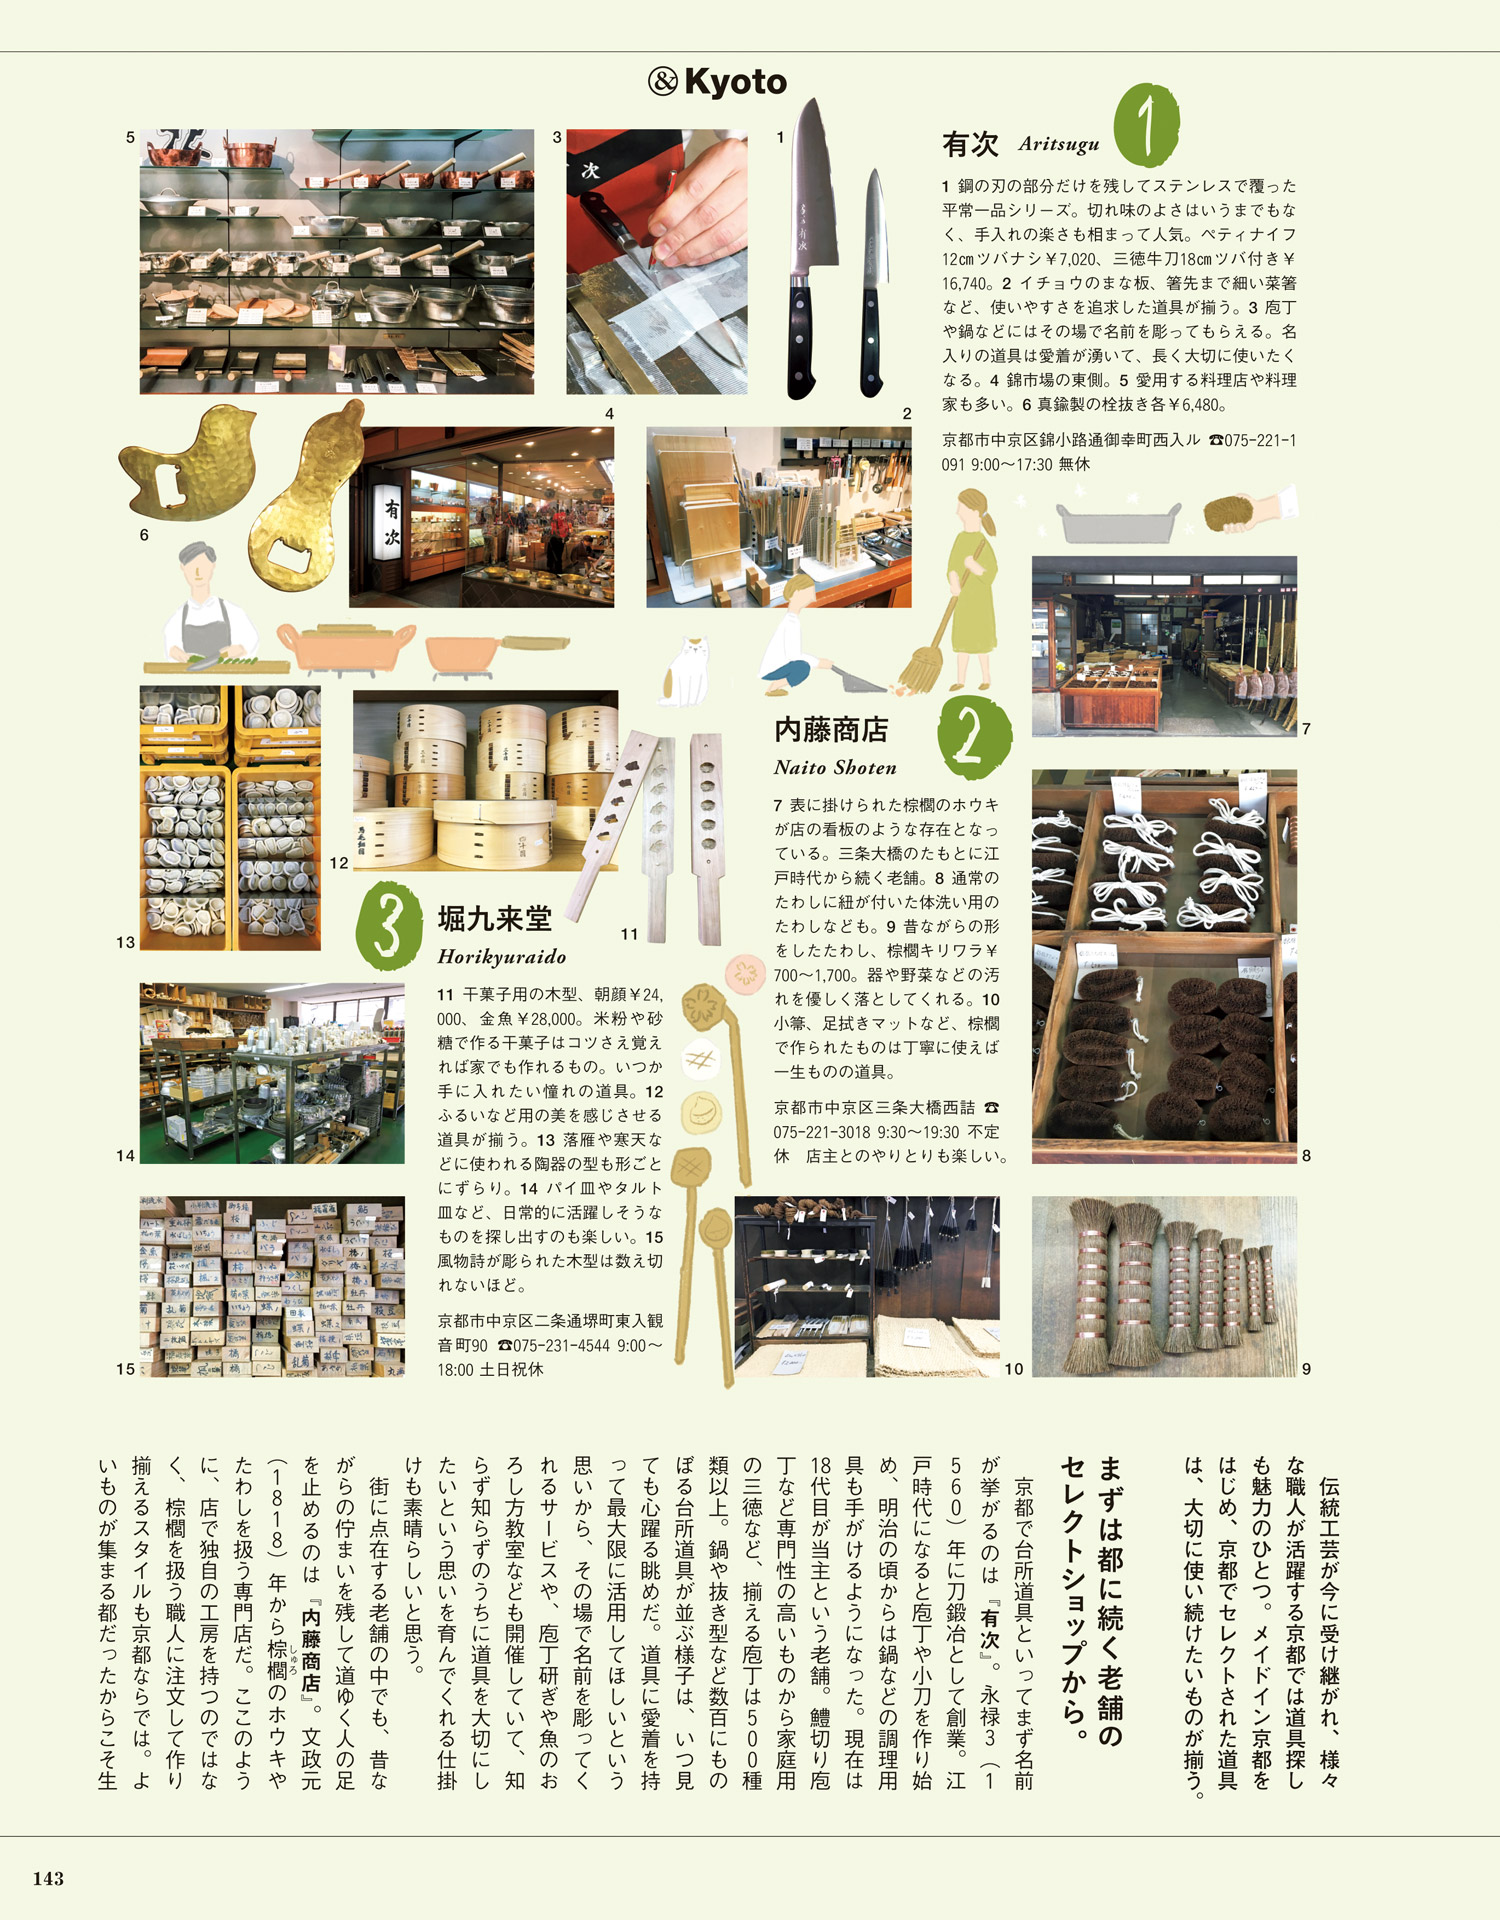 &Kyoto
1
有次 Aritsugu
1 鋼の刃の部分だけを残してステンレスで覆った
平常一品シリーズ。切れ味のよさはいうまでもな
く、手入れの楽さも相まって人気。ペティナイフ
12㎝ツバナシ¥7,020、三徳牛刀18㎝ツバ付き¥
16,740。2 イチョウのまな板、箸先まで細い菜箸
など、使いやすさを追求した道具が揃う。3 庖丁
や鍋などにはその場で名前を彫ってもらえる。名
入りの道具は愛着が湧いて、長く大切に使いたく
なる。4 錦市場の東側。5 愛用する料理店や料理
家も多い。6 真鍮製の栓抜き各¥6,480。
京都市中京区錦小路通御幸町西入ル ☎075-221-1
091 9:00〜17:30 無休
5
3
1
4
2
6
次
有次
有次
2
内藤商店
Naito Shoten
7 表に掛けられた棕櫚のホウキ
が店の看板のような存在となっ
ている。三条大橋のたもとに江
戸時代から続く老舗。8 通常の
たわしに紐が付いた体洗い用の
たわしなども。9 昔ながらの形
をしたたわし、棕櫚キリワラ¥
700〜1,700。器や野菜などの汚
れを優しく落としてくれる。10
小箒、足拭きマットなど、棕櫚
で作られたものは丁寧に使えば
一生ものの道具。
京都市中京区三条大橋西詰 ☎
075-221-3018 9:30〜19:30 不定
休　店主とのやりとりも楽しい。
7
8
10
9
3
堀九来堂
Horikyuraido
11 干菓子用の木型、朝顔¥24,
000、金魚¥28,000。米粉や砂
糖で作る干菓子はコツさえ覚え
れば家でも作れるもの。いつか
手に入れたい憧れの道具。12
ふるいなど用の美を感じさせる
道具が揃う。13 落雁や寒天な
どに使われる陶器の型も形ごと
にずらり。14 パイ皿やタルト
皿など、日常的に活躍しそうな
ものを探し出すのも楽しい。15
風物詩が彫られた木型は数え切
れないほど。
京都市中京区二条通堺町東入観
音町90 ☎075-231-4544 9:00〜
18:00 土日祝休
12
11
13
14
15
伝統工芸が今に受け継がれ、様々
な職人が活躍する京都では道具探し
も魅力のひとつ。メイドイン京都を
はじめ、京都でセレクトされた道具
は、大切に使い続けたいものが揃う。
まずは都に続く老舗の
セレクトショップから。
京都で台所道具といってまず名前
が挙がるのは『有次』。永禄3（1
560）年に刀鍛冶として創業。江
戸時代になると庖丁や小刀を作り始
め、明治の頃からは鍋などの調理用
具も手がけるようになった。現在は
18代目が当主という老舗。鱧切り庖
丁など専門性の高いものから家庭用
の三徳など、揃える庖丁は500種
類以上。鍋や抜き型など数百にもの
ぼる台所道具が並ぶ様子は、いつ見
ても心躍る眺めだ。道具に愛着を持
って最大限に活用してほしいという
思いから、その場で名前を彫ってく
れるサービスや、庖丁研ぎや魚のお
ろし方教室なども開催していて、知
らず知らずのうちに道具を大切にし
たいという思いを育んでくれる仕掛
けも素晴らしいと思う。
街に点在する老舗の中でも、昔な
がらの佇まいを残して道ゆく人の足
を止めるのは『内藤商店』。文政元
（1818）年から棕櫚のホウキや
しゅろ
たわしを扱う専門店だ。ここのよう
に、店で独自の工房を持つのではな
く、棕櫚を扱う職人に注文して作り
揃えるスタイルも京都ならでは。よ
いものが集まる都だったからこそ生
143